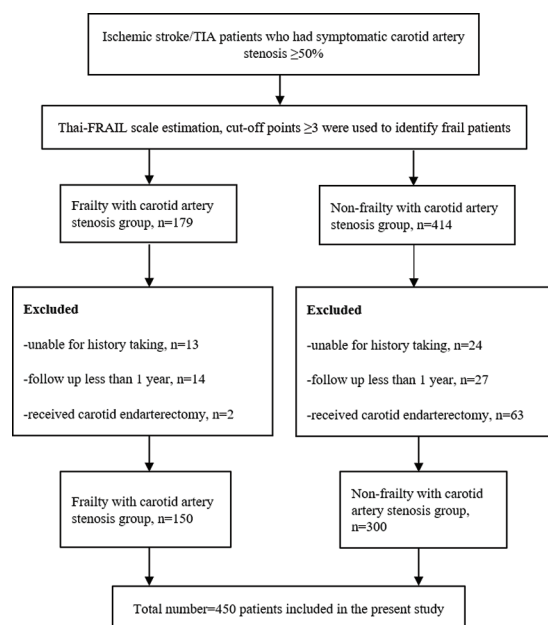 Ischemic stroke/TIA patients who had symptomatic carotid artery
stenosis ≥50%
Thai-FRAIL scale estimation, cut-off points ≥3 were used to identify frail patients
Frailty with carotid artery
stenosis group, n=179
Non-frailty with carotid artery
stenosis group, n=414
Excluded
-unable for history taking, n=13
-follow up less than 1 year, n=14
-received carotid endarterectomy, n=2
Excluded
-unable for history taking, n=24
-follow up less than 1 year, n=27
-received carotid endarterectomy, n=63
Frailty with carotid artery
stenosis group, n=150
Non-frailty with carotid
artery stenosis group,
n=300
Total number=450 patients included in the present study